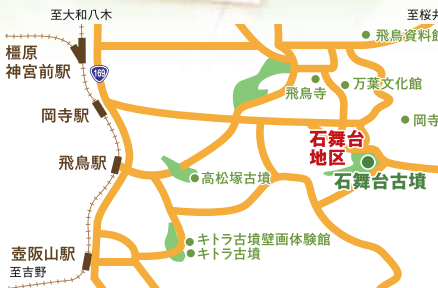 至大和八木
至桜井
飛鳥資料館
橿原
神宮前駅
169
飛鳥寺
万葉文化館
岡寺駅
岡寺
石舞台
地区
飛鳥駅
石舞台古墳
高松塚古墳
キトラ古墳壁画体験館
キトラ古墳
壺阪山駅
至吉野